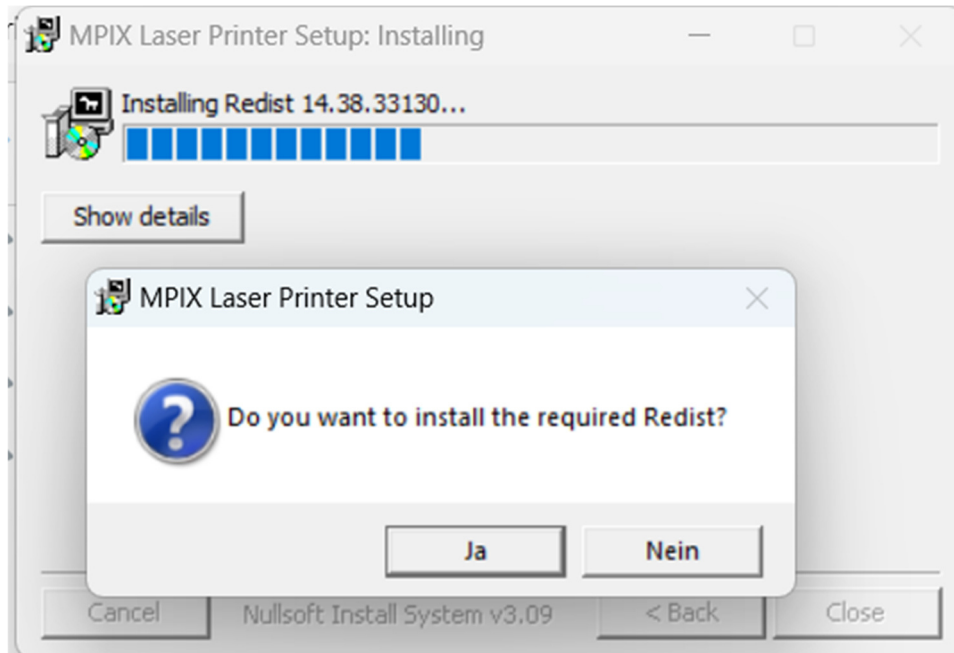 MPIX Laser Printer Setup: Installing
Installing Redist 14.38.33130...
Show details
MPIX Laser Printer Setup
Do you want to install the required Redist?
Ja Nein
Cancel Nullsoft Install System v3.09 < Back Close